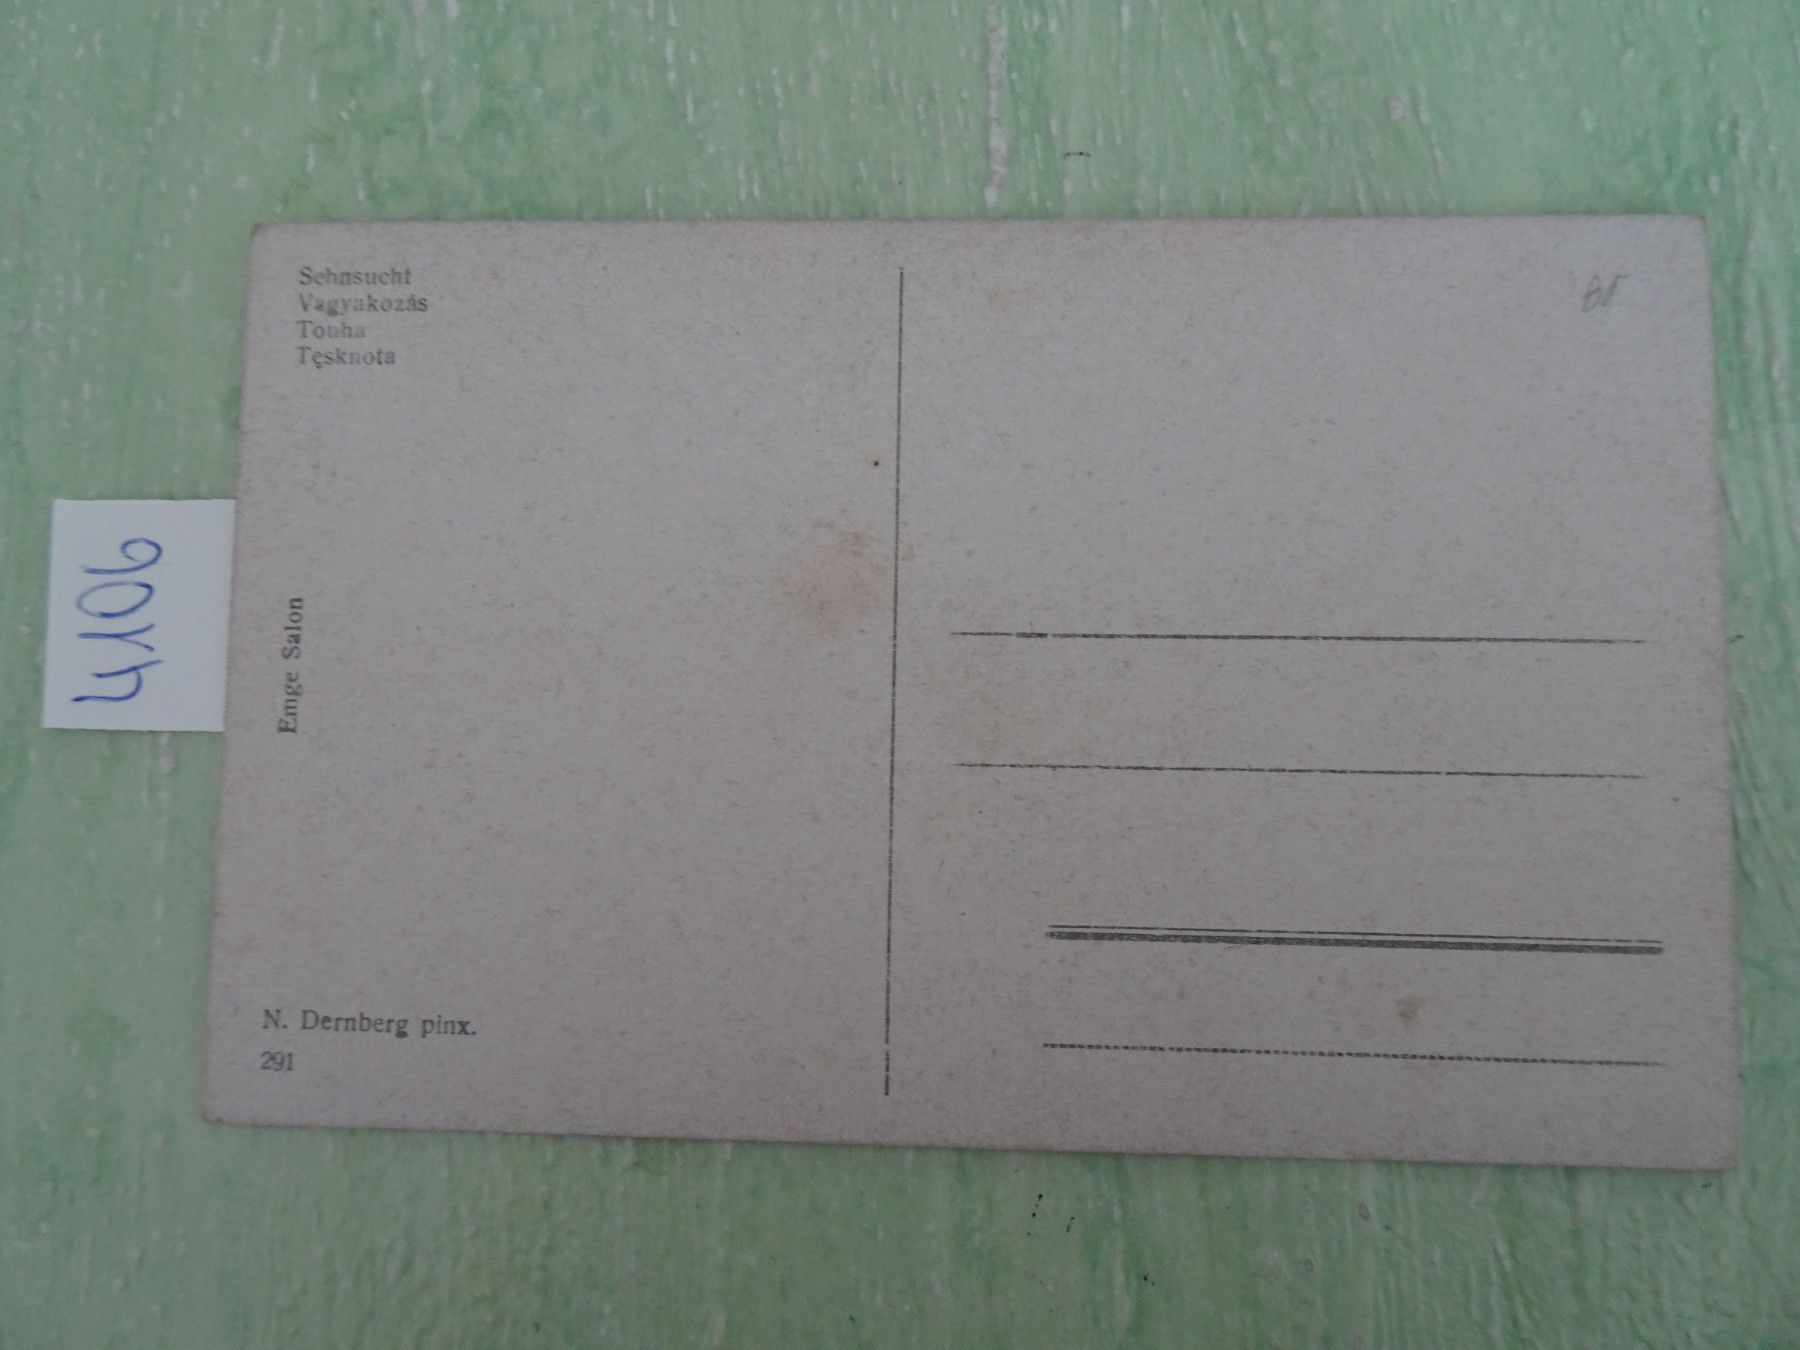 Sehnsucht
Vagyakozás
Touha
Tęsknota
4106
Emge Salon
N. Dernberg pinx.
291